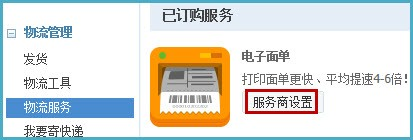 物流管理
发货
物流工具
物流服务
我要寄快递
已订购服务
电子面单
打印面单更快、平均提速4-6倍！
服务商设置